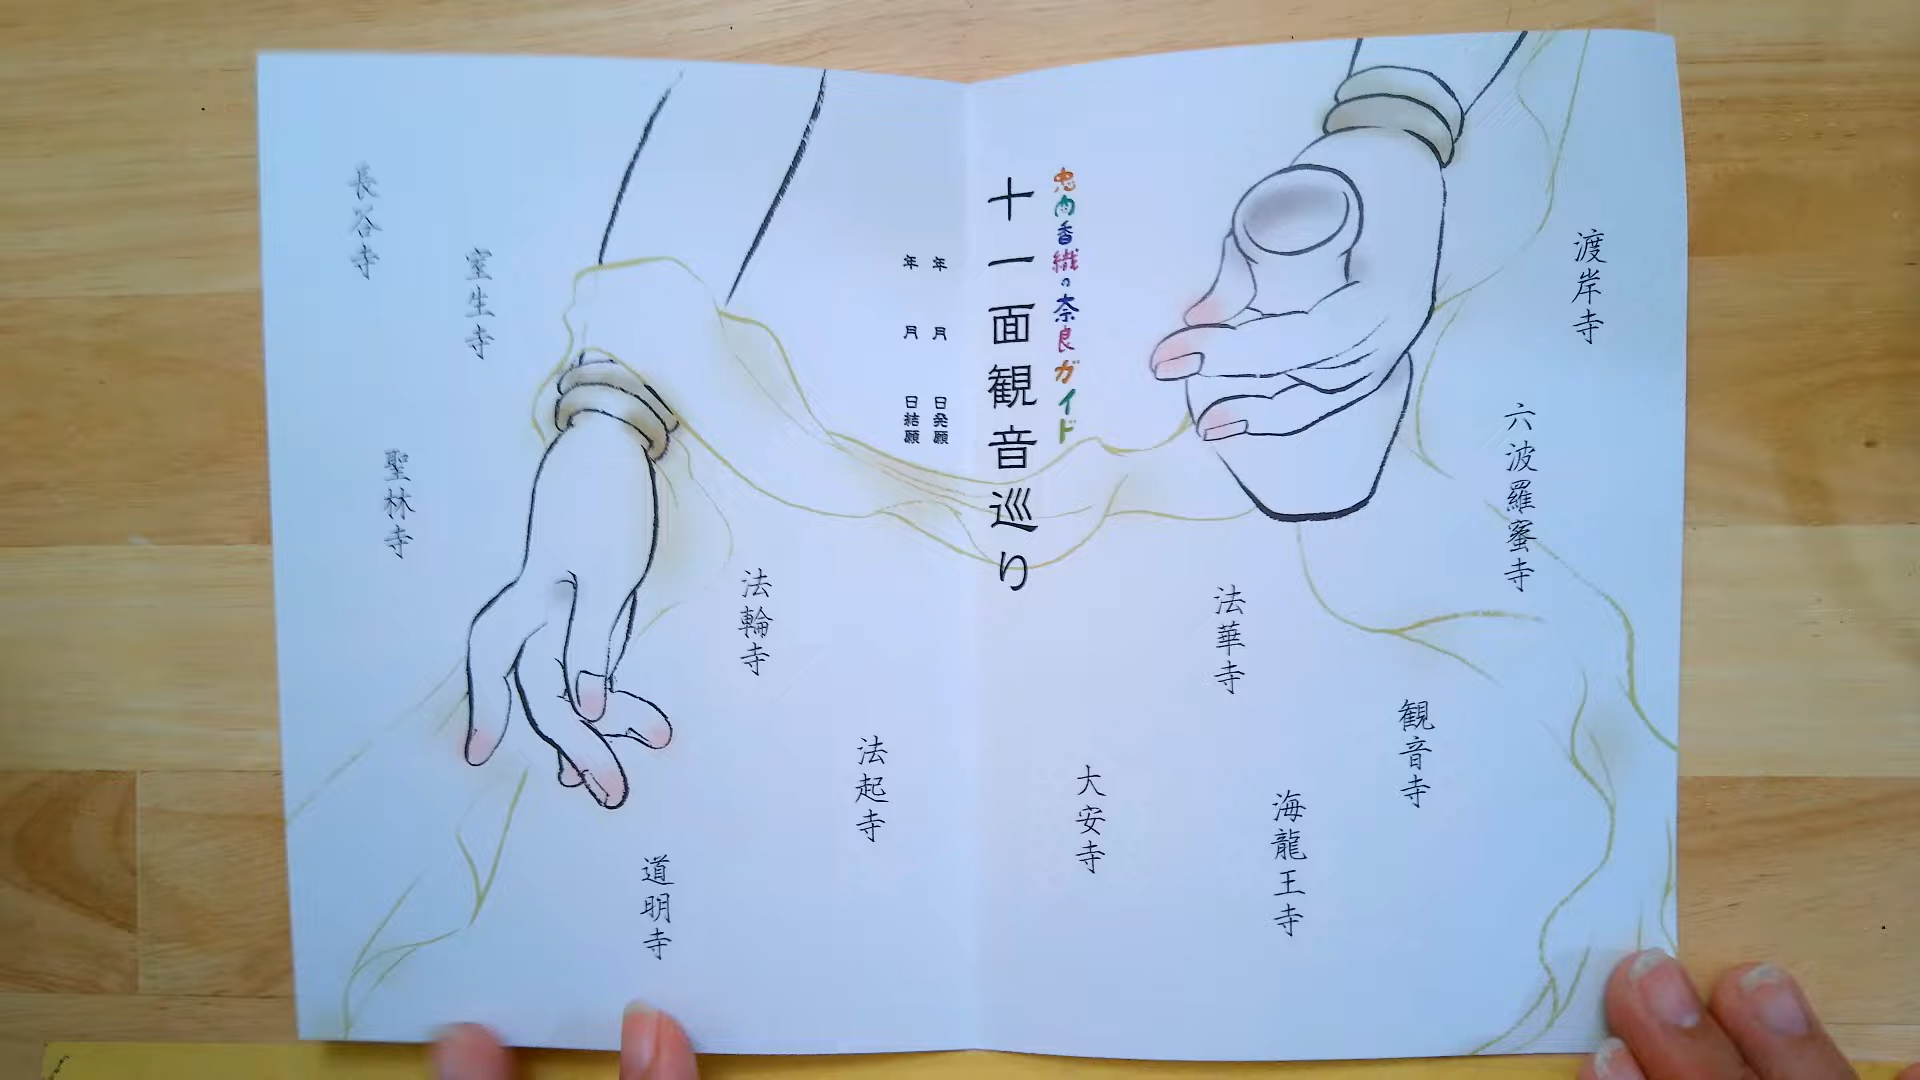 忠内香織の奈良ガイド
十一面観音巡り
年 月 日発願
年 月 日結願
渡岸寺
六波羅蜜寺
観音寺
海龍王寺
法華寺
大安寺
法起寺
法輪寺
道明寺
室生寺
聖林寺
長谷寺